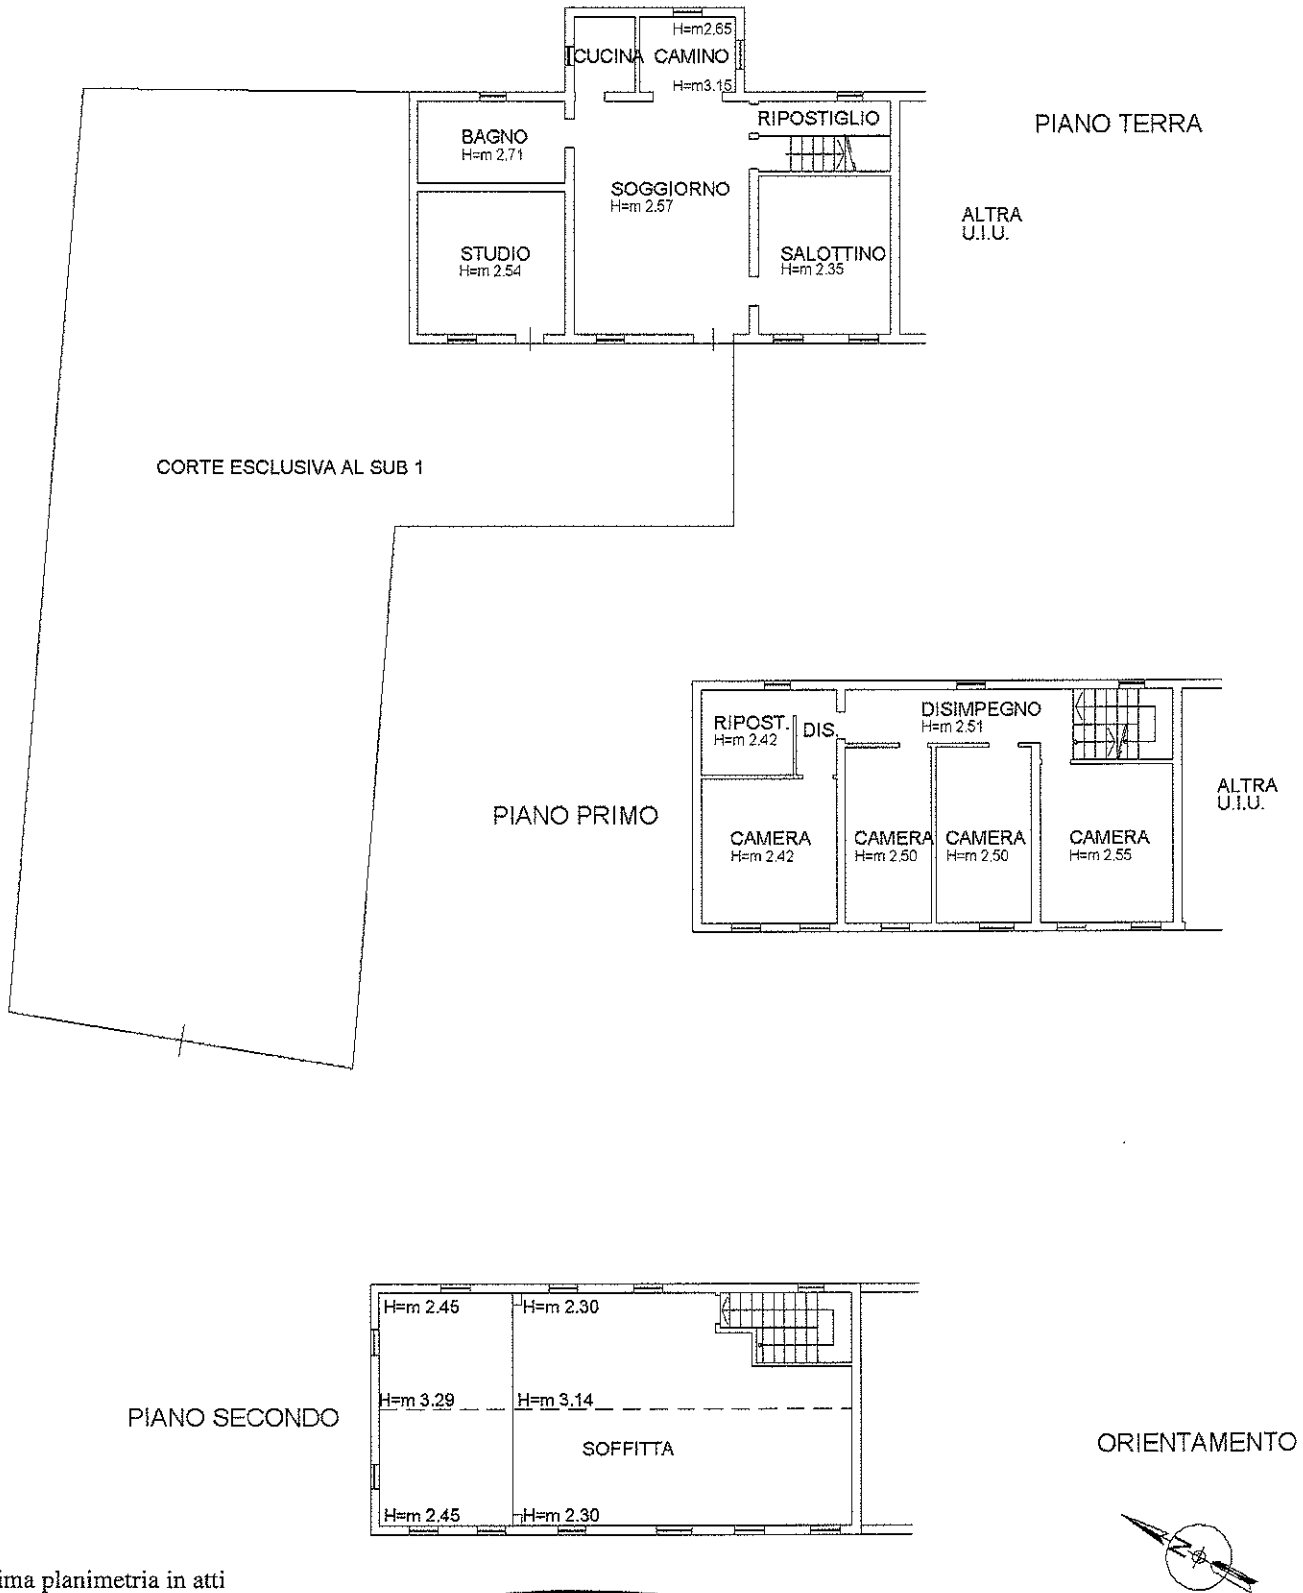 H=m2.65
CUCINA CAMINO
H=m3.15
RIPOSTIGLIO
PIANO TERRA
BAGNO
H=m 2.71
SOGGIORNO
H=m 2.57
ALTRA
U.I.U.
STUDIO
H=m 2.54
SALOTTINO
H=m 2.35
CORTE ESCLUSIVA AL SUB 1
RIPOST.
H=m 2.42
DIS.
DISIMPEGNO
H=m 2.51
ALTRA
U.I.U.
PIANO PRIMO
CAMERA
H=m 2.42
CAMERA
H=m 2.50
CAMERA
H=m 2.50
CAMERA
H=m 2.55
H=m 2.45
H=m 2.30
H=m 3.29
H=m 3.14
PIANO SECONDO
SOFFITTA
H=m 2.45
H=m 2.30
ORIENTAMENTO
N
ima planimetria in atti